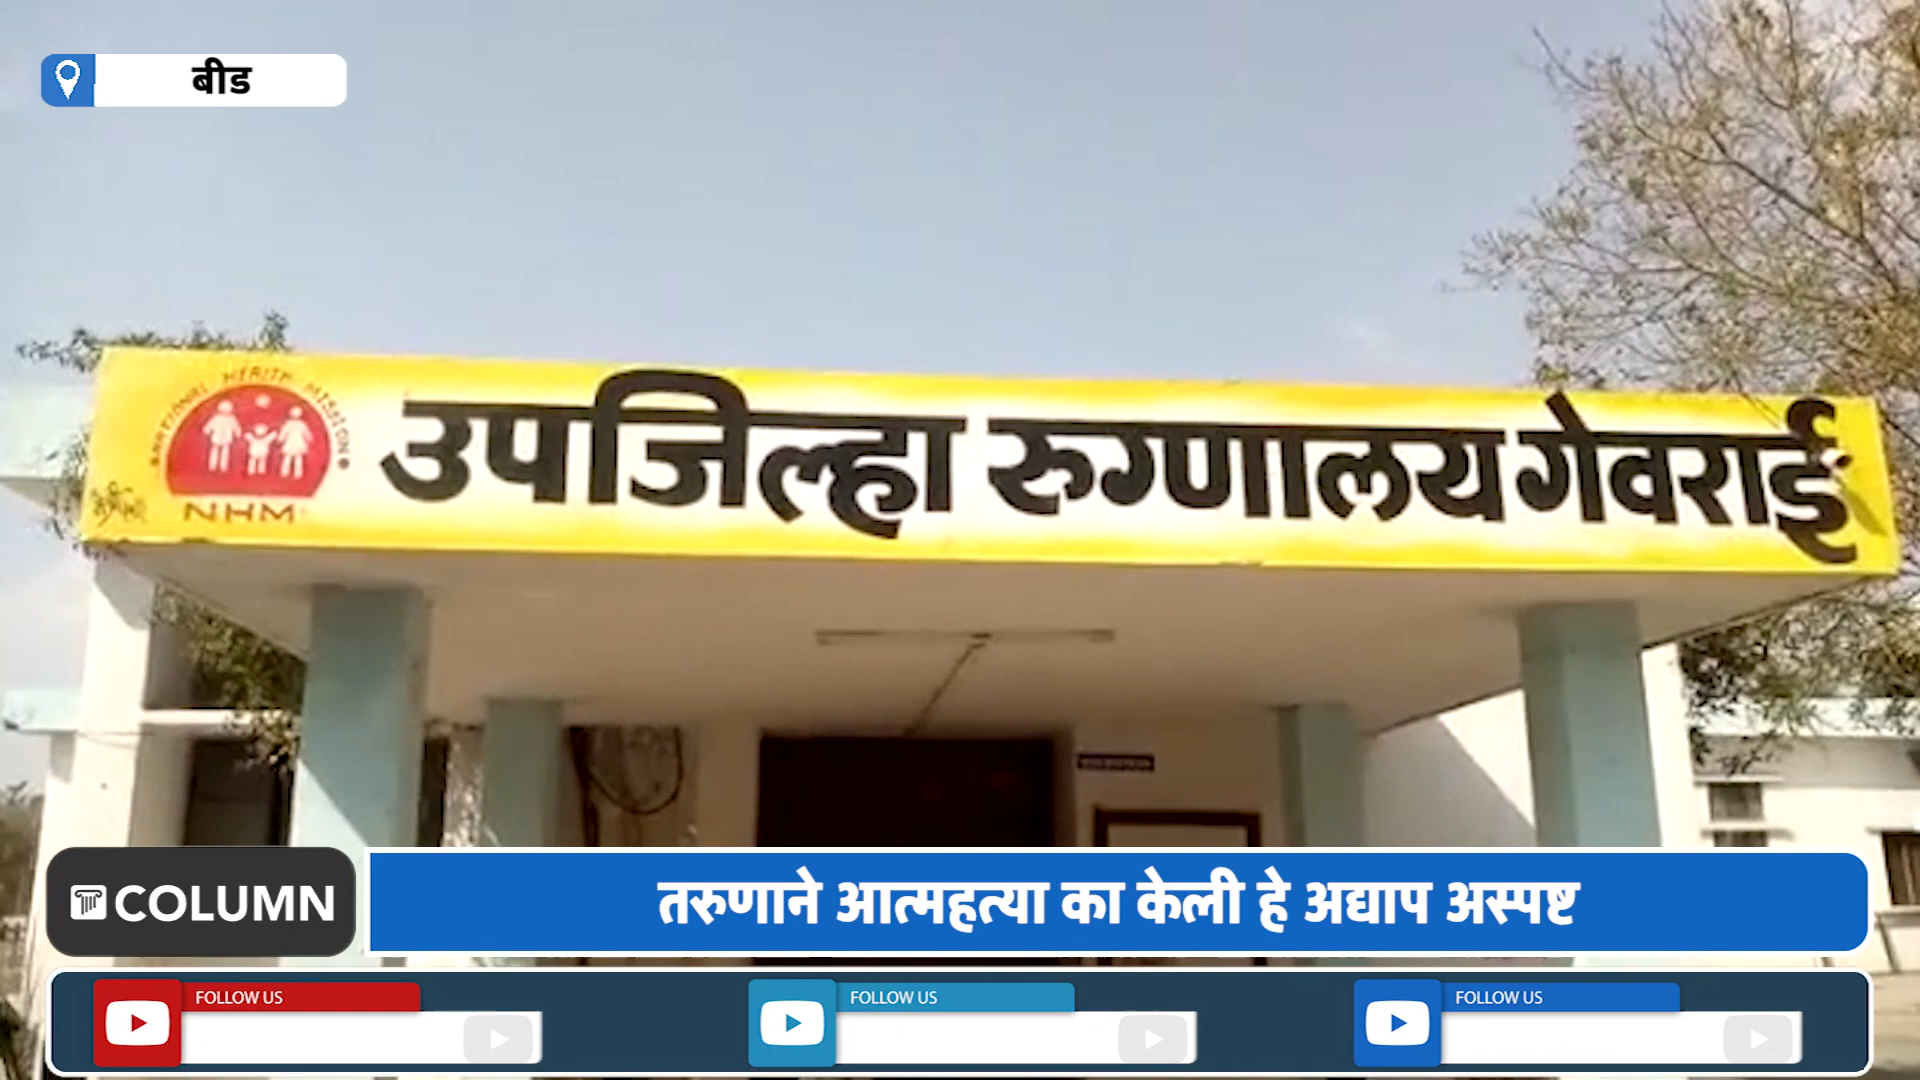 बीड
NATIONAL HEALTH MISSION
NHM
उपजिल्हा रुग्णालय गेवराई
COLUMN
तरुणाने आत्महत्या का केली हे अद्याप अस्पष्ट
FOLLOW US
FOLLOW US
FOLLOW US